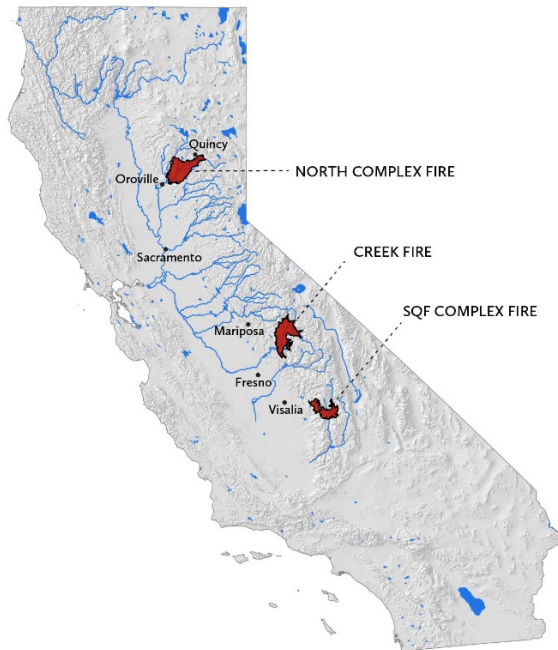 Quincy
NORTH COMPLEX FIRE
Oroville
Sacramento
CREEK FIRE
SQF COMPLEX FIRE
Mariposa
Fresno
Visalia